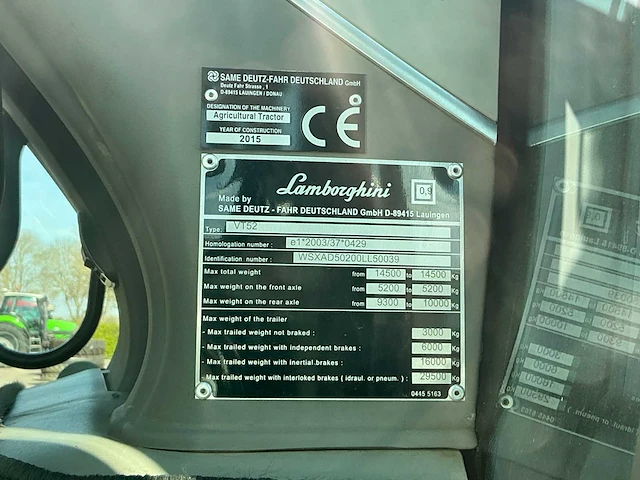 SAME DEUTZ-FAHR DEUTSCHLAND GmbH
Deutz Fahr Strasse , 1
D-89415 LAUINGEN / DONAU
DESIGNATION OF THE MACHINERY
Agricultural Tractor
YEAR OF CONSTRUCTION
2015
CE
Lamborghini
0,9
Made by
SAME DEUTZ - FAHR DEUTSCHLAND GmbH D-89415 Lauingen
Type: VT52
Homologation number : e1*2003/37*0429
Identification number : WSXAD50200LL50039
Max total weight from 14500 to 14500 Kg
Max weight on the front axle from 5200 to 5200 Kg
Max weight on the rear axle from 9300 to 10000 Kg
Max weight of the trailer
- Max trailed weight not braked : 3000 Kg
- Max trailed weight with independent brakes : 6000 Kg
- Max trailed weight with inertial.brakes : 16000 Kg
- Max trailed weight with interloked brakes ( idraul. or pneum. ) : 29500 Kg
0445 5163